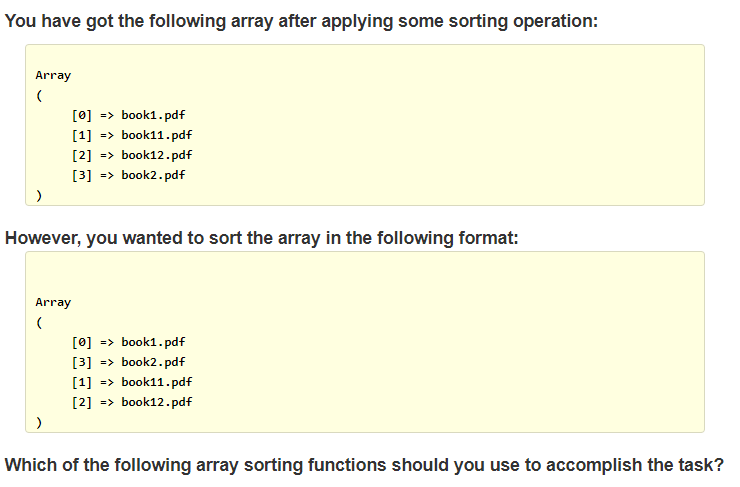 You have got the following array after applying some sorting operation:
Array
(
[0] => book1.pdf
[1] => book11.pdf
[2] => book12.pdf
[3] => book2.pdf
)
However, you wanted to sort the array in the following format:
Array
(
[0] => book1.pdf
[3] => book2.pdf
[1] => book11.pdf
[2] => book12.pdf
)
Which of the following array sorting functions should you use to accomplish the task?